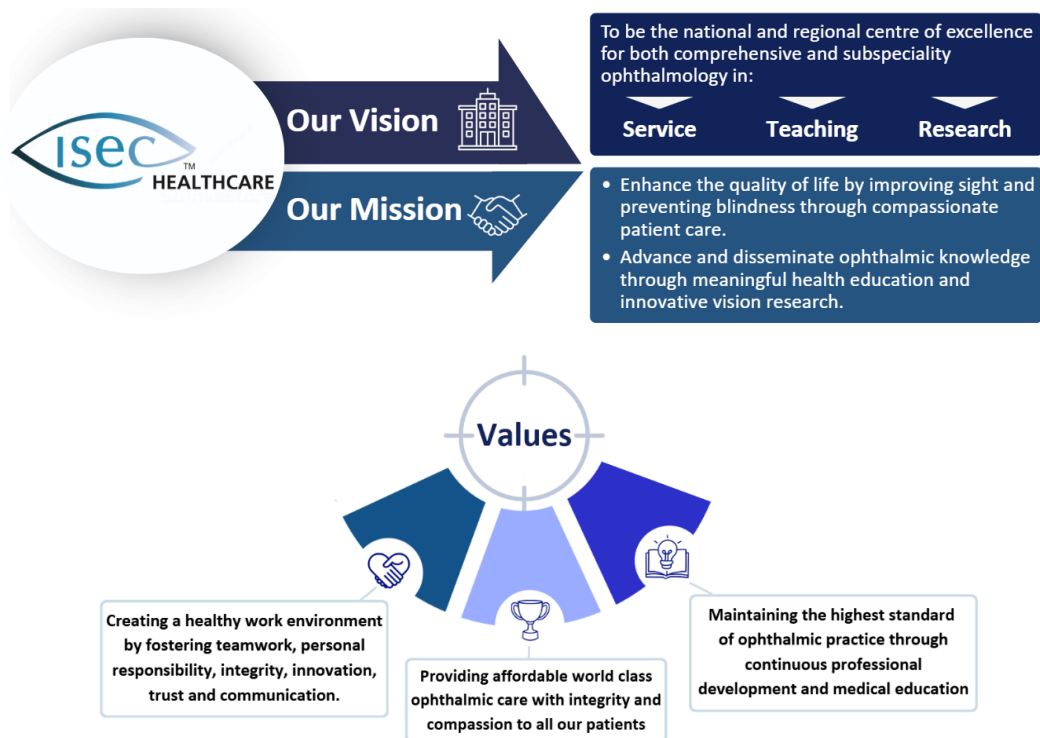 ISEC
TM
HEALTHCARE
Our Vision
To be the national and regional centre of excellence
for both comprehensive and subspeciality
ophthalmology in:
Service Teaching Research
Our Mission
• Enhance the quality of life by improving sight and
preventing blindness through compassionate
patient care.
• Advance and disseminate ophthalmic knowledge
through meaningful health education and
innovative vision research.
Values
Creating a healthy work environment
by fostering teamwork, personal
responsibility, integrity, innovation,
trust and communication.
Providing affordable world class
ophthalmic care with integrity and
compassion to all our patients
Maintaining the highest standard
of ophthalmic practice through
continuous professional
development and medical education